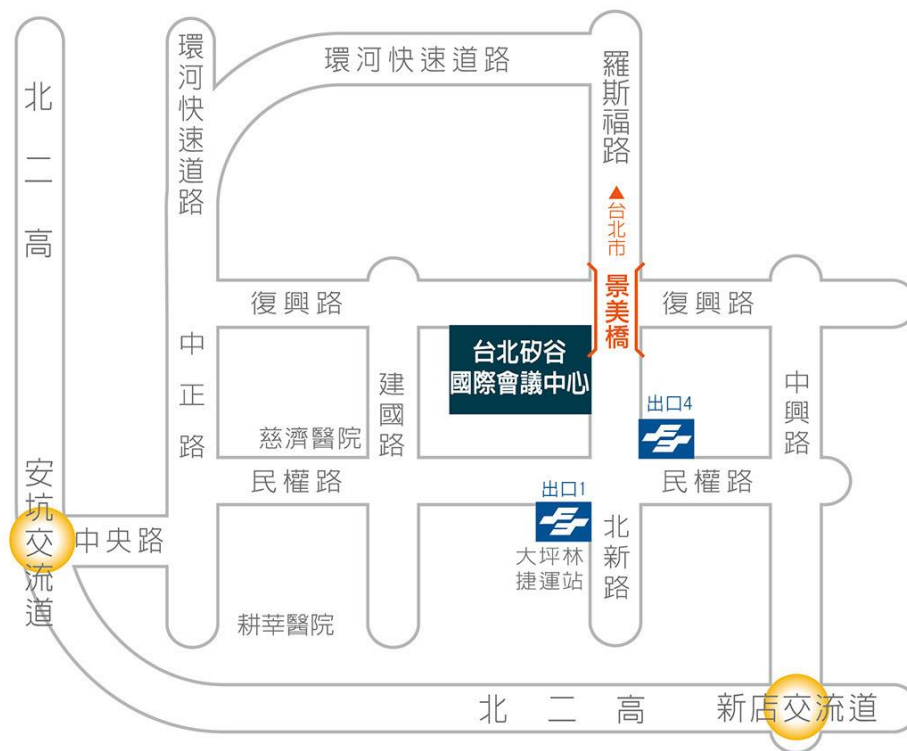 環河快速道路
環河快速道路
羅斯福路
北二高
台北市
景美橋
復興路
復興路
台北矽谷
國際會議中心
中正路
建國路
中興路
出口4
慈濟醫院
民權路
民權路
安坑交流道
出口1
中央路
北新路
大坪林
捷運站
耕莘醫院
北二高
新店交流道